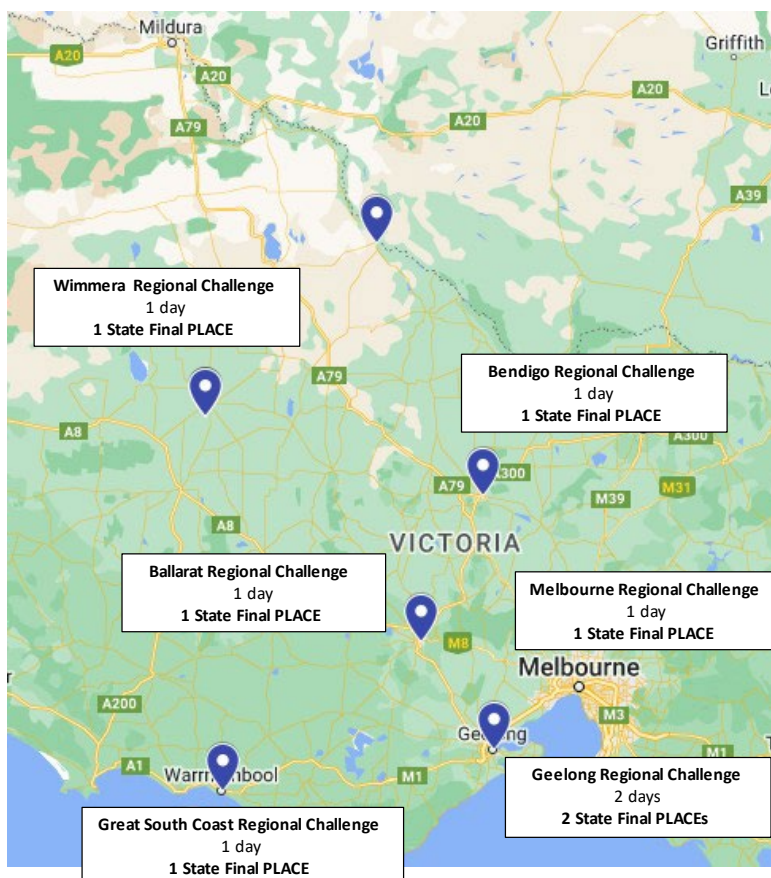 Mildura
A20
A20
Griffith
A79
A20
A20
A39
Wimmera Regional Challenge
1 day
1 State Final PLACE
A79
Bendigo Regional Challenge
1 day
1 State Final PLACE
A8
A300
A79
A300
M39
M31
A8
VICTORIA
Ballarat Regional Challenge
1 day
1 State Final PLACE
Melbourne Regional Challenge
1 day
1 State Final PLACE
M8
Melbourne
A200
M3
Geelong Regional Challenge
2 days
2 State Final PLACEs
M1
A1
M1
Great South Coast Regional Challenge
1 day
1 State Final PLACE